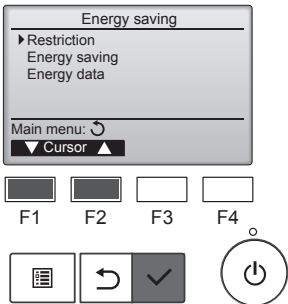 Energy saving
Restriction
Energy saving
Energy data
Main menu:
Cursor
F1 F2 F3 F4